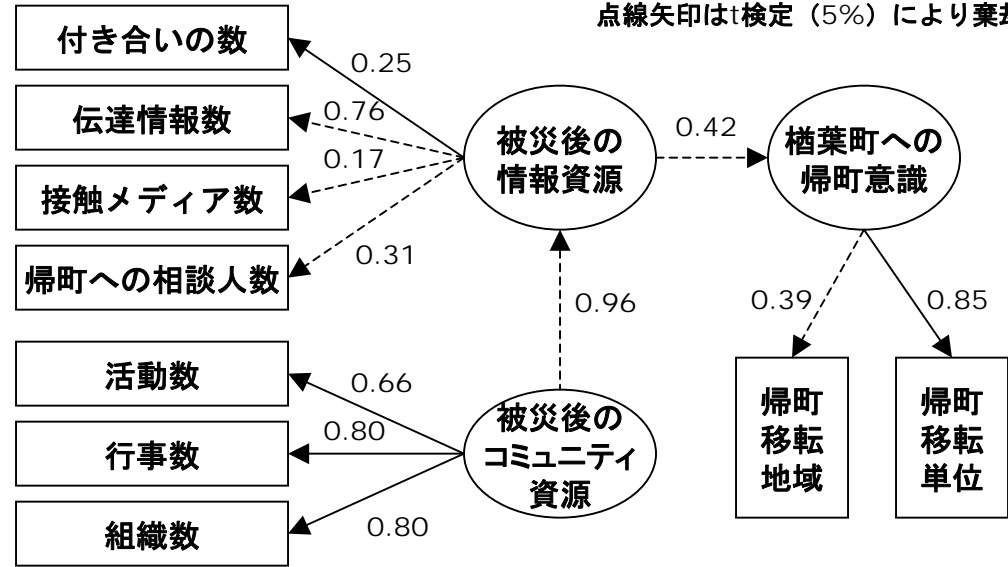 点線矢印はt検定（5%）により棄却
付き合いの数
0.25
伝達情報数
0.76
接触メディア数
0.17
帰町への相談人数
0.31
被災後の
情報資源
0.42
楢葉町への
帰町意識
0.96
0.39
0.85
活動数
0.66
行事数
0.80
組織数
0.80
被災後の
コミュニティ
資源
帰町
移転
地域
帰町
移転
単位